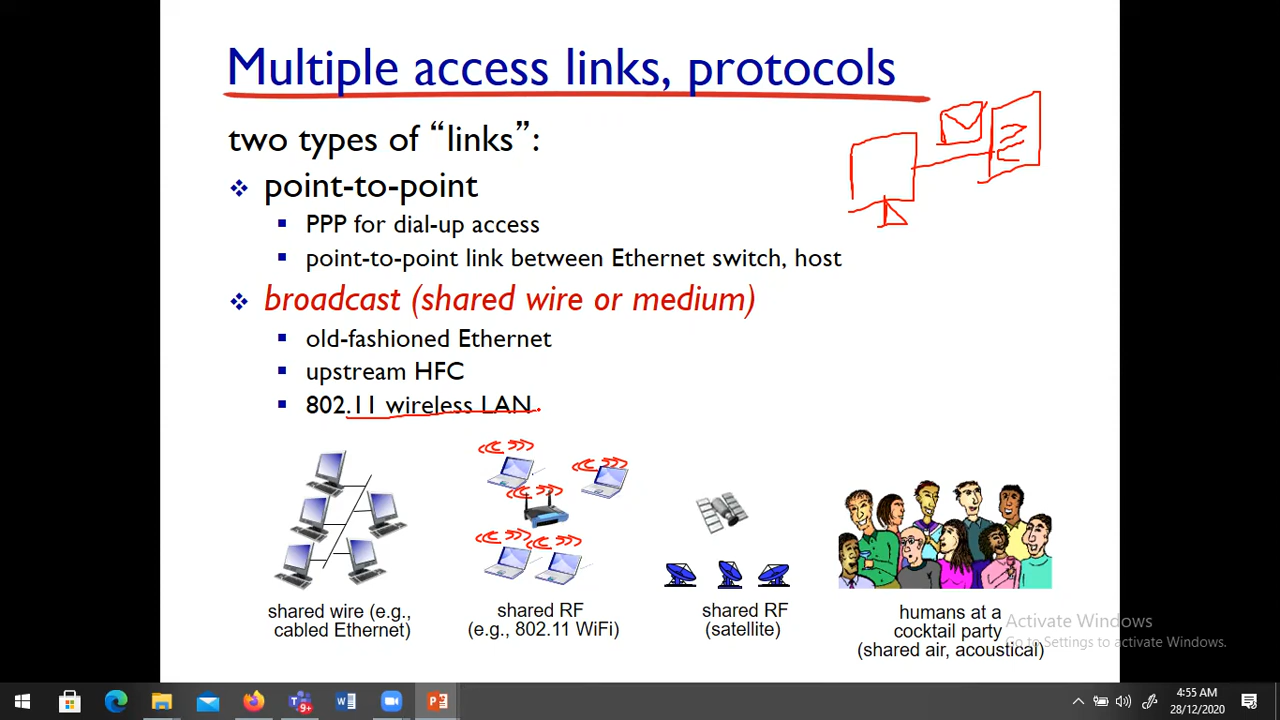 Multiple access links, protocols
two types of “links”:
point-to-point
PPP for dial-up access
point-to-point link between Ethernet switch, host
broadcast (shared wire or medium)
old-fashioned Ethernet
upstream HFC
802.11 wireless LAN
shared wire (e.g.,
cabled Ethernet)
shared RF
(e.g., 802.11 WiFi)
shared RF
(satellite)
humans at a
cocktail party
(shared air, acoustical)
Activate Windows
Go to Settings to activate Windows.
9+
4:55 AM
28/12/2020